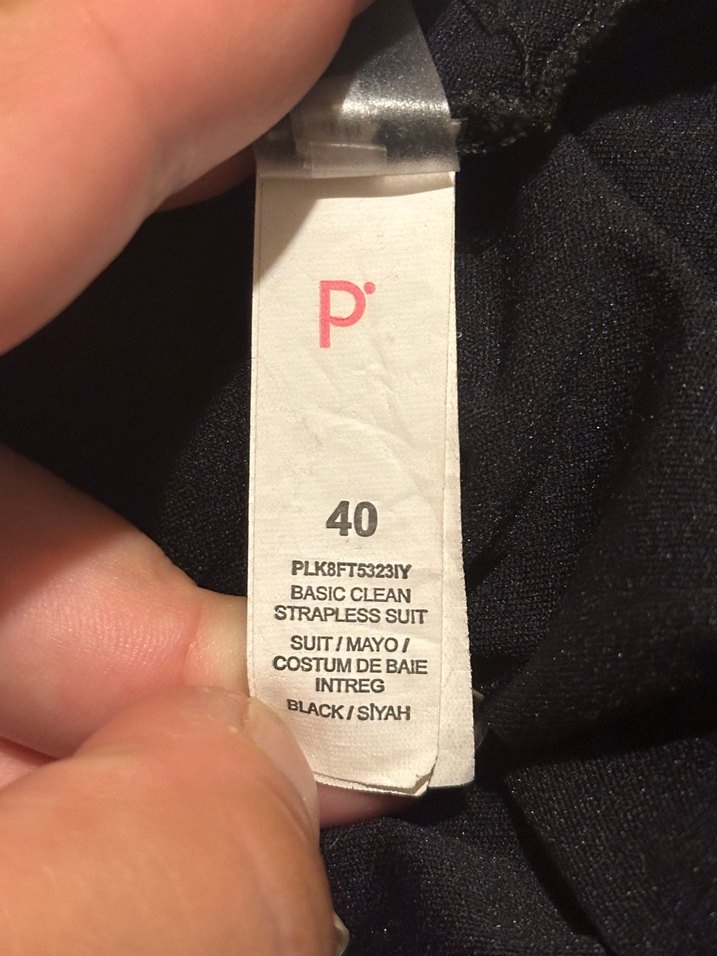 P
40
PLK8FT5323IY
BASIC CLEAN
STRAPLESS SUIT
SUIT / MAYO /
COSTUM DE BAIE
INTREG
BLACK / SİYAH